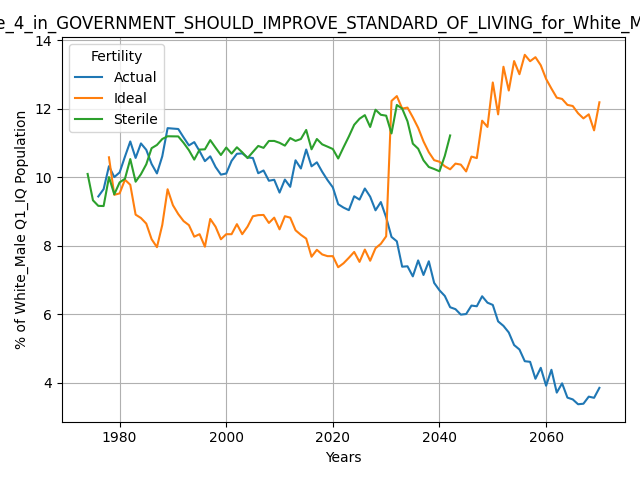 e_4_in_GOVERNMENT_SHOULD_IMPROVE_STANDARD_OF_LIVING_for_White_M
14
12
10
8
6
4
% of White_Male Q1_IQ Population
Fertility
Actual
Ideal
Sterile
1980
2000
2020
2040
2060
Years